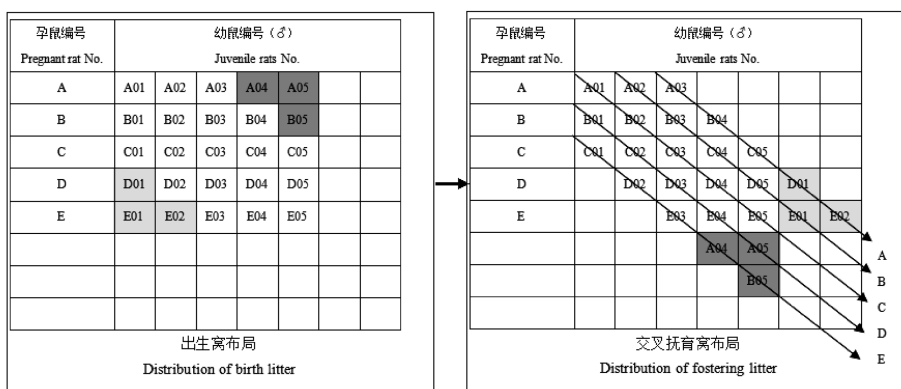 孕鼠编号 幼鼠编号（♂）
Pregnant rat No. Juvenile rats No.
A A01 A02 A03 A04 A05
B B01 B02 B03 B04 B05
C C01 C02 C03 C04 C05
D D01 D02 D03 D04 D05
E E01 E02 E03 E04 E05
出生窝布局
Distribution of birth litter
孕鼠编号 幼鼠编号（♂）
Pregnant rat No. Juvenile rats No.
A A01 A02 A03
B B01 B02 B03 B04
C C01 C02 C03 C04 C05
D D02 D03 D04 D05 D01
E E03 E04 E05 E01 E02
A04 A05
B05
A
B
C
D
E
交叉抚育窝布局
Distribution of fostering litter